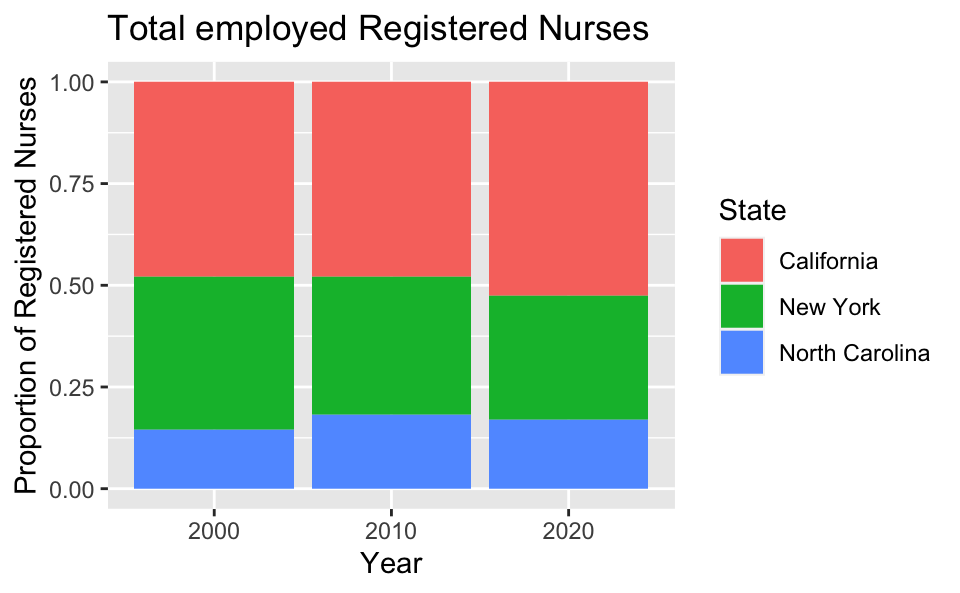 Total employed Registered Nurses
Proportion of Registered Nurses
1.00
0.75
0.50
0.25
0.00
2000 2010 2020
Year
State
California
New York
North Carolina